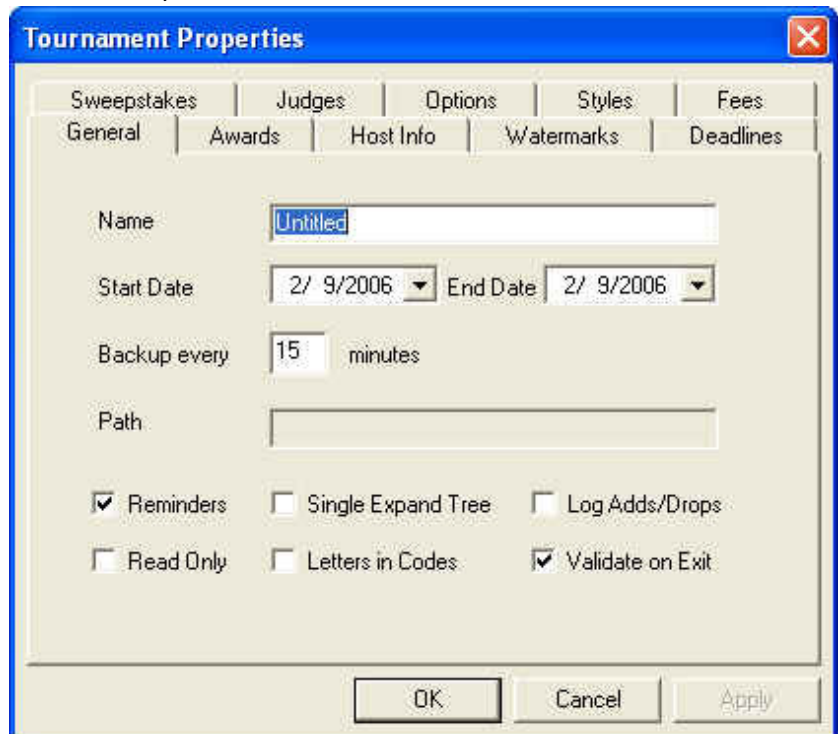 Tournament Properties
Sweepstakes Judges Options Styles Fees
General Awards Host Info Watermarks Deadlines
Name Untitled
Start Date 2/ 9/2006 End Date 2/ 9/2006
Backup every 15 minutes
Path
Reminders Single Expand Tree Log Adds/Drops
Read Only Letters in Codes Validate on Exit
OK Cancel Apply